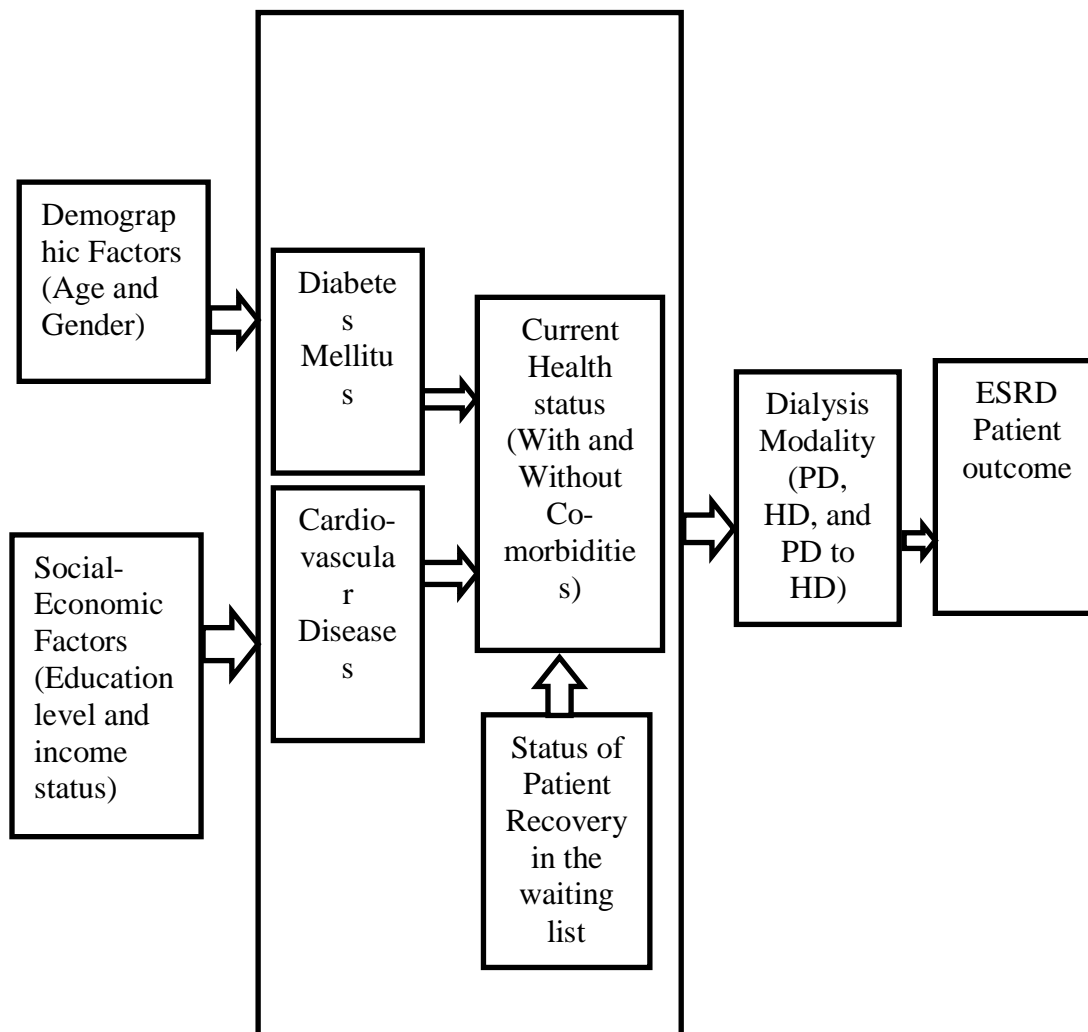 Demograp
hic Factors
(Age and
Gender)
Social-
Economic
Factors
(Education
level and
income
status)
Diabete
s
Mellitu
s
Cardio-
vascula
r
Disease
s
Current
Health
status
(With and
Without
Co-
morbiditie
s)
Status of
Patient
Recovery
in the
waiting
list
Dialysis
Modality
(PD,
HD, and
PD to
HD)
ESRD
Patient
outcome